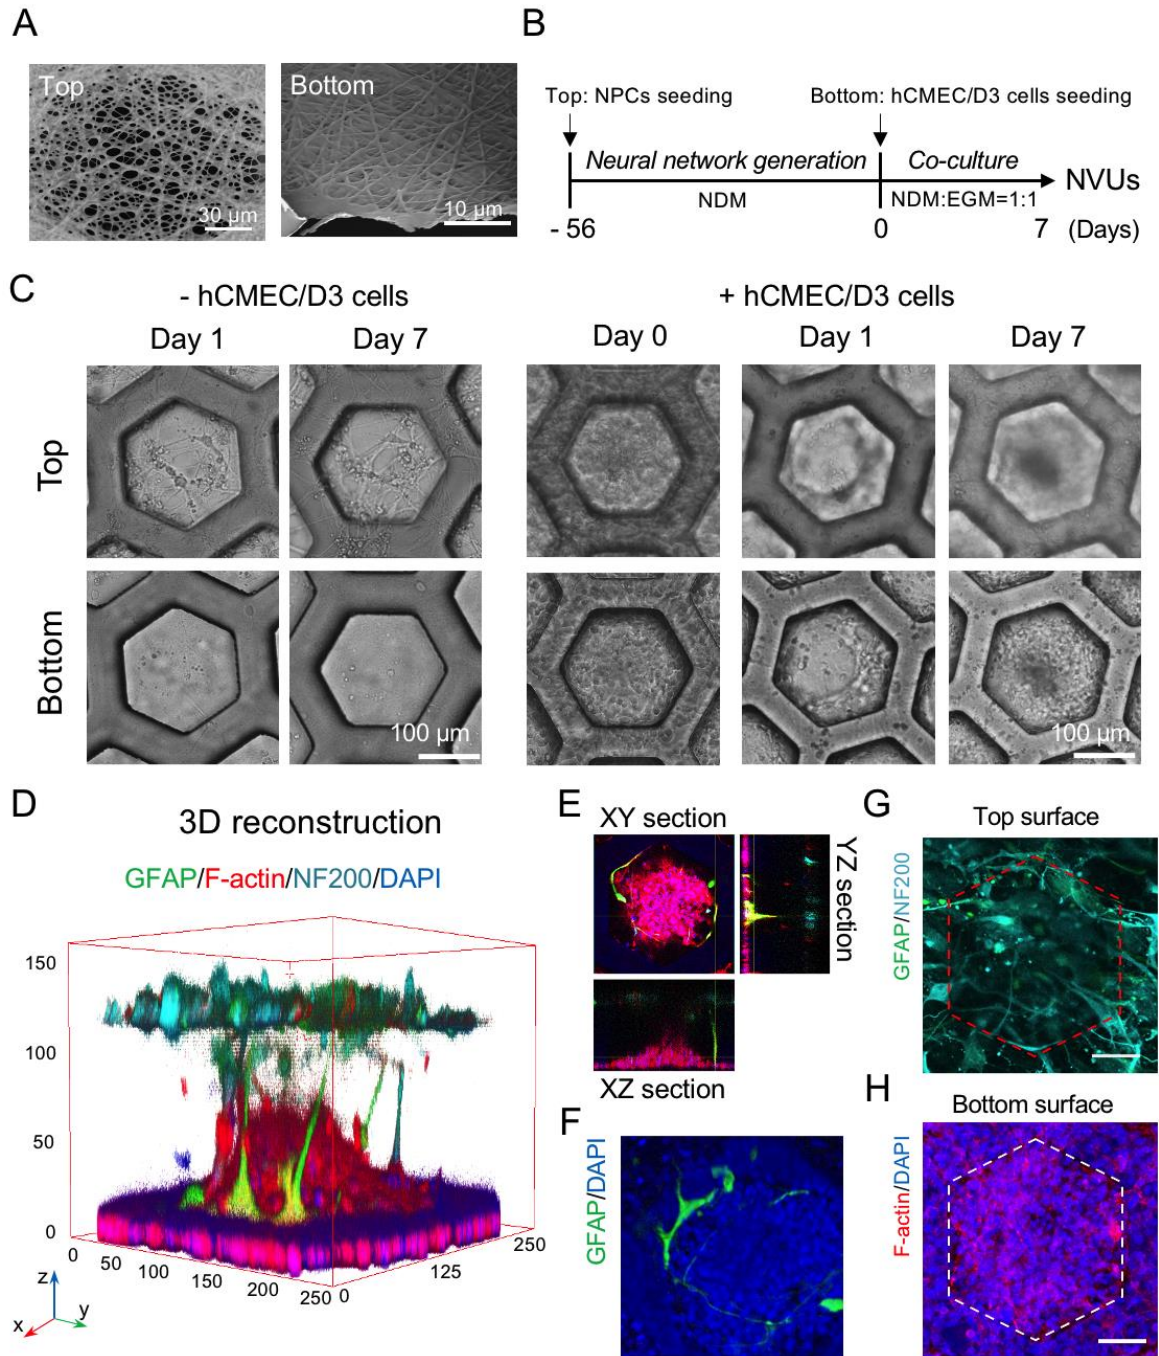 A
Top
30 µm
Bottom
10 µm
B
Top: NPCs seeding
Bottom: hCMEC/D3 cells seeding
Neural network generation
Co-culture
NVUs
NDM
NDM:EGM=1:1
- 56
0
7
(Days)
C
- hCMEC/D3 cells
+ hCMEC/D3 cells
Day 1
Day 7
Day 0
Day 1
Day 7
Top
Bottom
100 µm
100 µm
D
3D reconstruction
GFAP/F-actin/NF200/DAPI
150
100
50
0
0
50
100
150
200
250
0
125
250
z
y
x
E
XY section
YZ section
XZ section
F
GFAP/DAPI
G
Top surface
GFAP/NF200
H
Bottom surface
F-actin/DAPI